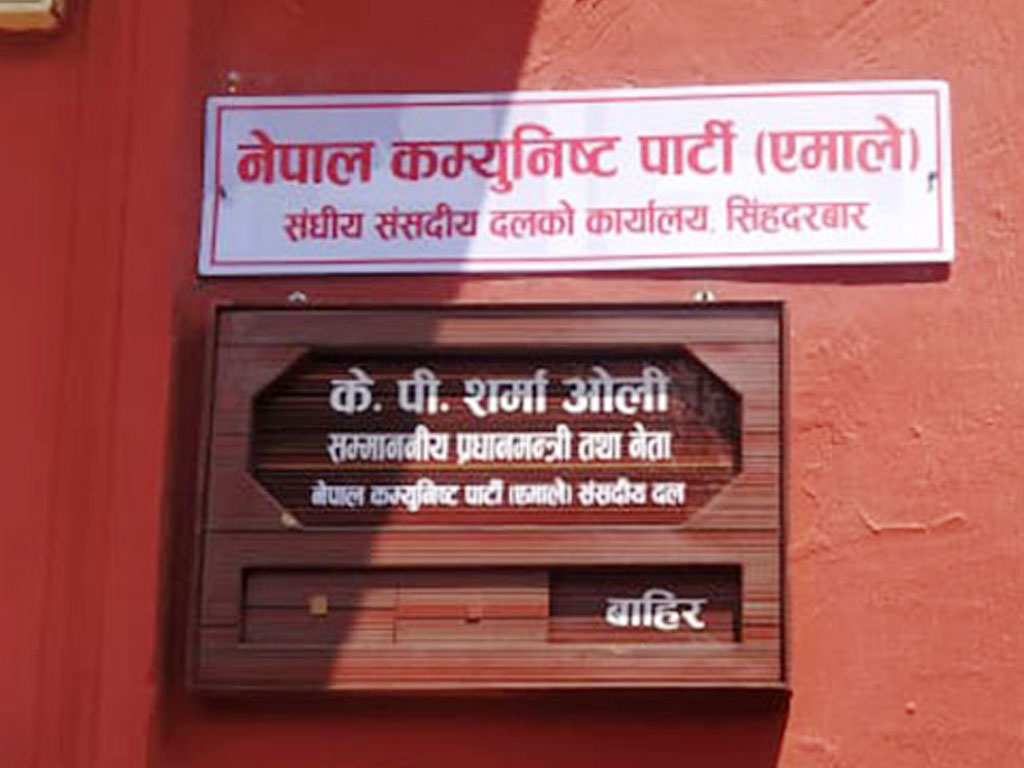 नेपाल कम्युनिष्ट पार्टी (एमाले)
संघीय संसदीय दलको कार्यालय, सिंहदरबार
के. पी. शर्मा ओली
सम्माननीय प्रधानमन्त्री तथा नेता
नेपाल कम्युनिष्ट पार्टी (एमाले) संसदीय दल
बाहिर